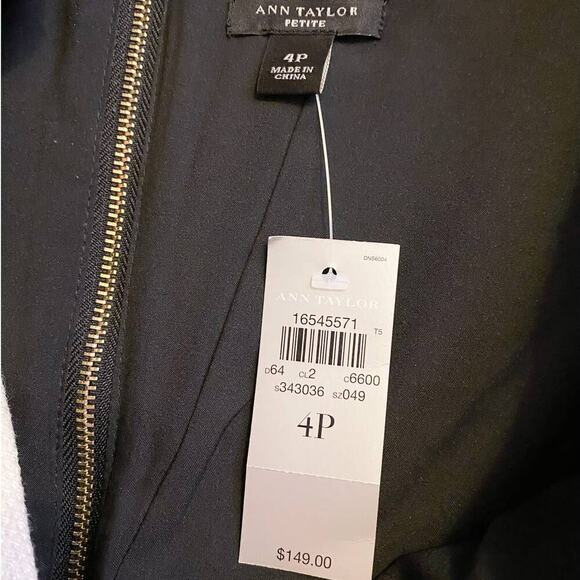 ANN TAYLOR
PETITE
4P
MADE IN
CHINA
DNS6004
ANN TAYLOR
16545571
T5
D64 CL2 C6600
S343036 SZ049
4P
$149.00